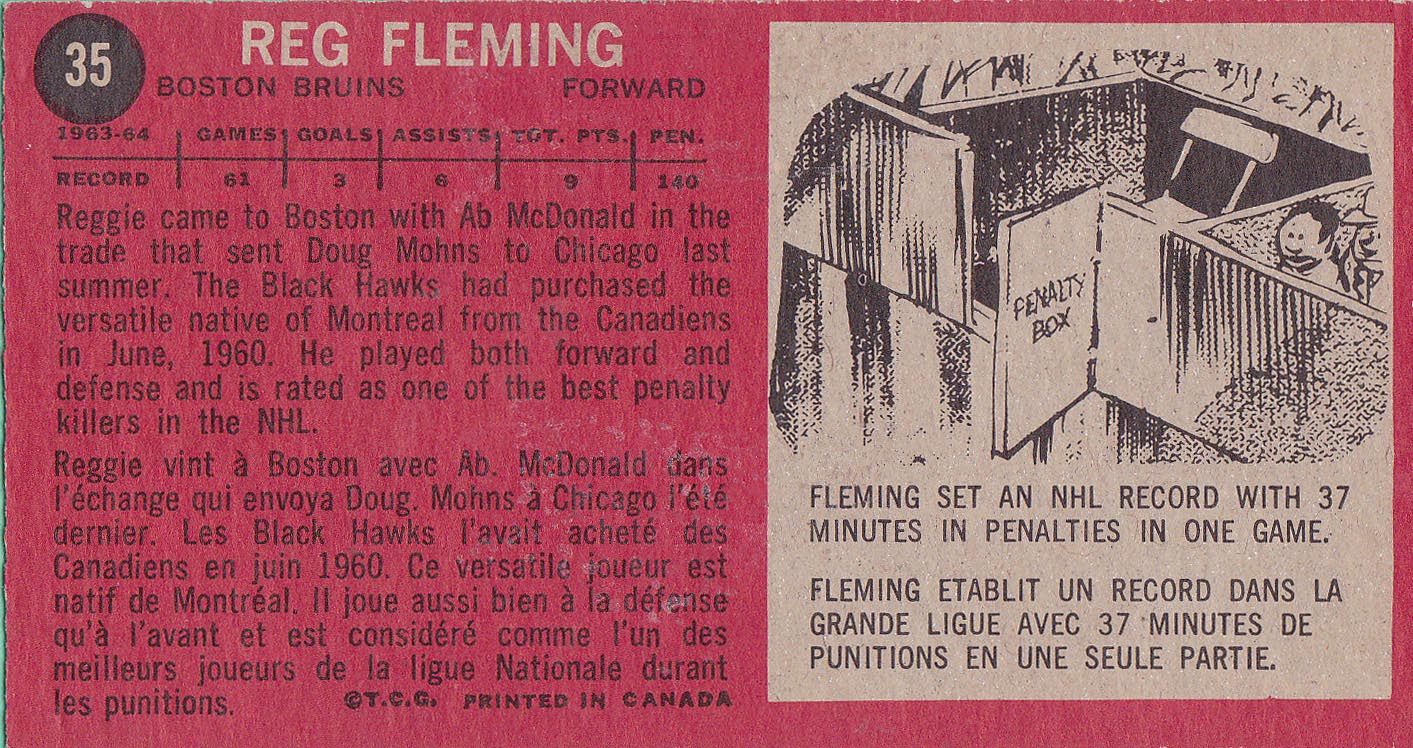 35
REG FLEMING
BOSTON BRUINS FORWARD
1963-64 GAMES GOALS ASSISTS TOT. PTS. PEN.
RECORD 61 3 6 9 140
Reggie came to Boston with Ab McDonald in the
trade that sent Doug Mohns to Chicago last
summer. The Black Hawks had purchased the
versatile native of Montreal from the Canadiens
in June, 1960. He played both forward and
defense and is rated as one of the best penalty
killers in the NHL.
Reggie vint à Boston avec Ab. McDonald dans
l'échange qui envoya Doug. Mohns à Chicago l'été
dernier. Les Black Hawks l'avait acheté des
Canadiens en juin 1960. Ce versatile joueur est
natif de Montréal. Il joue aussi bien à la défense
qu'à l'avant et est considéré comme l'un des
meilleurs joueurs de la ligue Nationale durant
les punitions.
©T.C.G. PRINTED IN CANADA
PENALTY
BOX
FLEMING SET AN NHL RECORD WITH 37
MINUTES IN PENALTIES IN ONE GAME.
FLEMING ETABLIT UN RECORD DANS LA
GRANDE LIGUE AVEC 37 MINUTES DE
PUNITIONS EN UNE SEULE PARTIE.